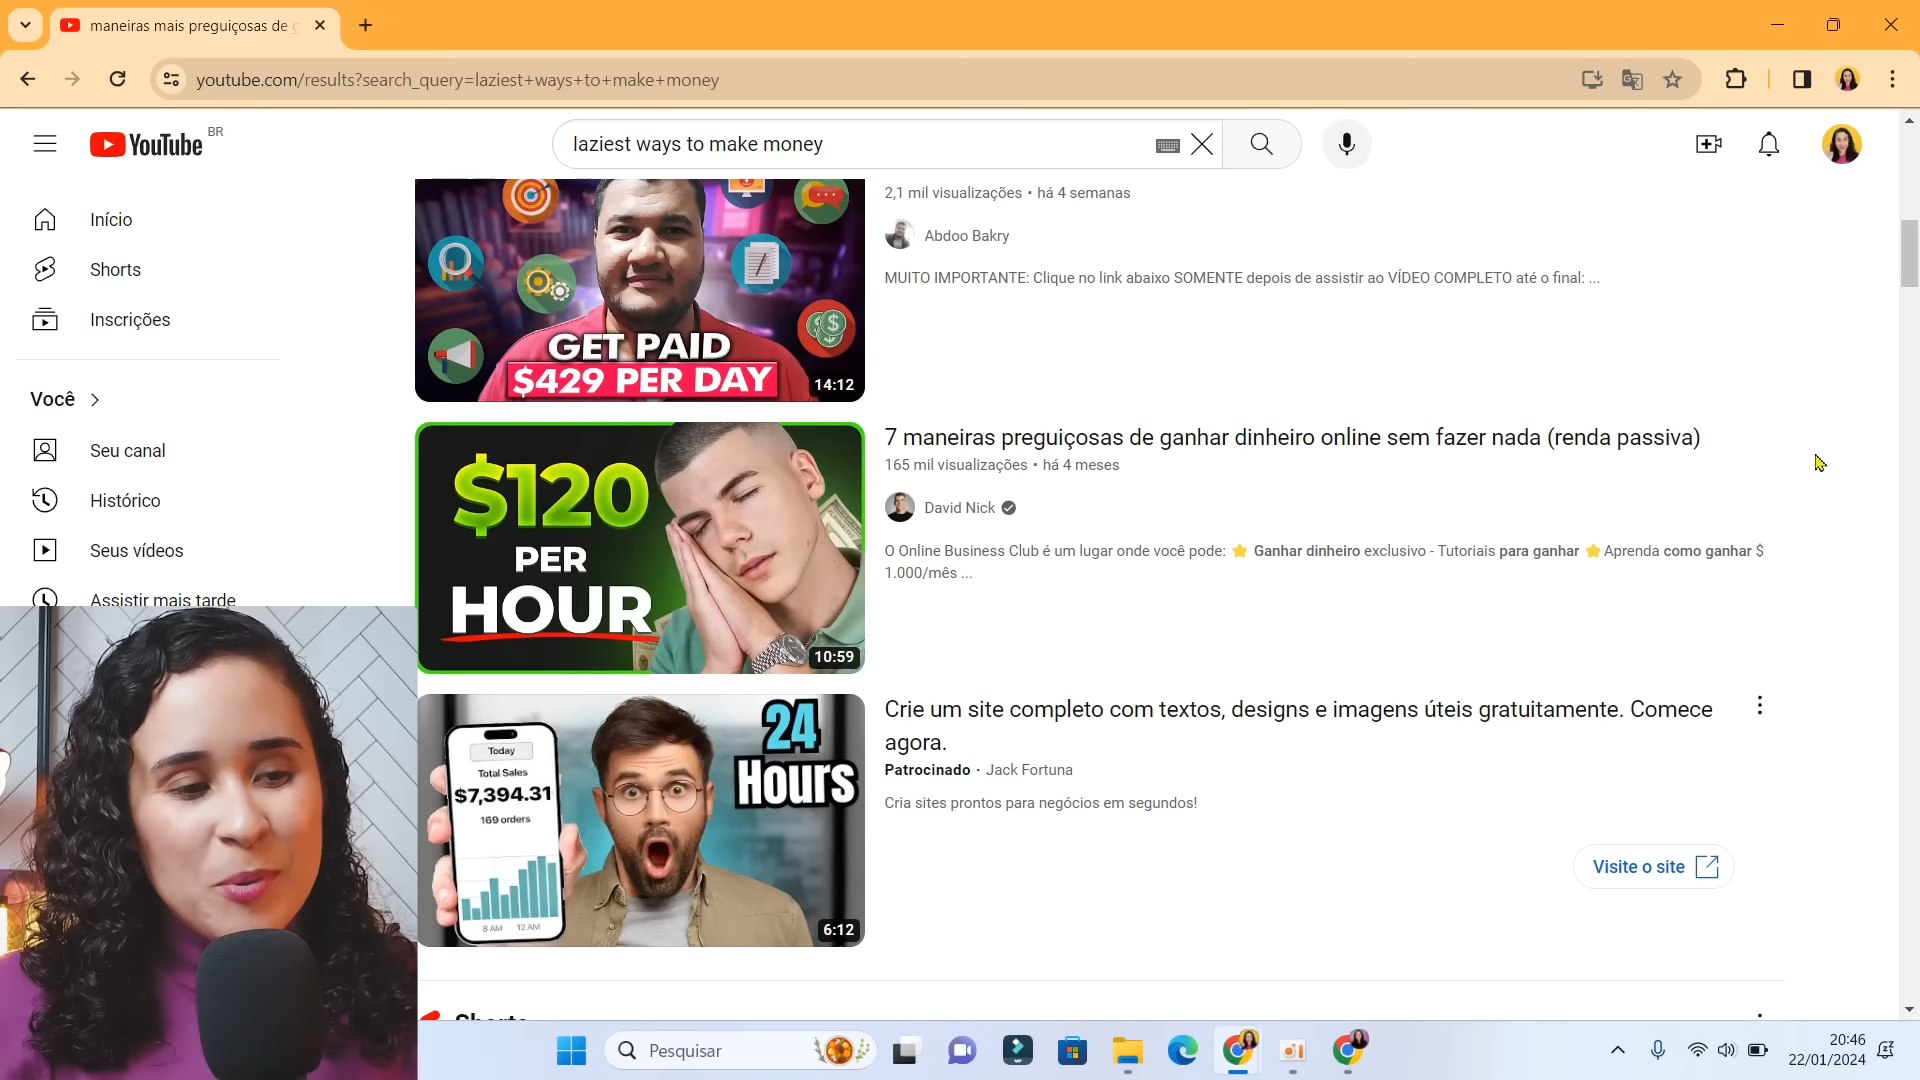 maneiras mais preguiçosas de g
youtube.com/results?search_query=laziest+ways+to+make+money
YouTube BR
laziest ways to make money
Início
Shorts
Inscrições
Você
Seu canal
Histórico
Seus vídeos
Assistir mais tarde
GET PAID
$429 PER DAY
14:12
2,1 mil visualizações • há 4 semanas
Abdoo Bakry
MUITO IMPORTANTE: Clique no link abaixo SOMENTE depois de assistir ao VÍDEO COMPLETO até o final: ...
$120
PER
HOUR
10:59
7 maneiras preguiçosas de ganhar dinheiro online sem fazer nada (renda passiva)
165 mil visualizações • há 4 meses
David Nick
O Online Business Club é um lugar onde você pode: ⭐ Ganhar dinheiro exclusivo - Tutoriais para ganhar ⭐ Aprenda como ganhar $
1.000/mês ...
Today
Total Sales
$7,394.31
169 orders
8 AM 12 AM
24
Hours
6:12
Crie um site completo com textos, designs e imagens úteis gratuitamente. Comece
agora.
Patrocinado · Jack Fortuna
Cria sites prontos para negócios em segundos!
Visite o site
Shorts
Pesquisar
20:46
22/01/2024